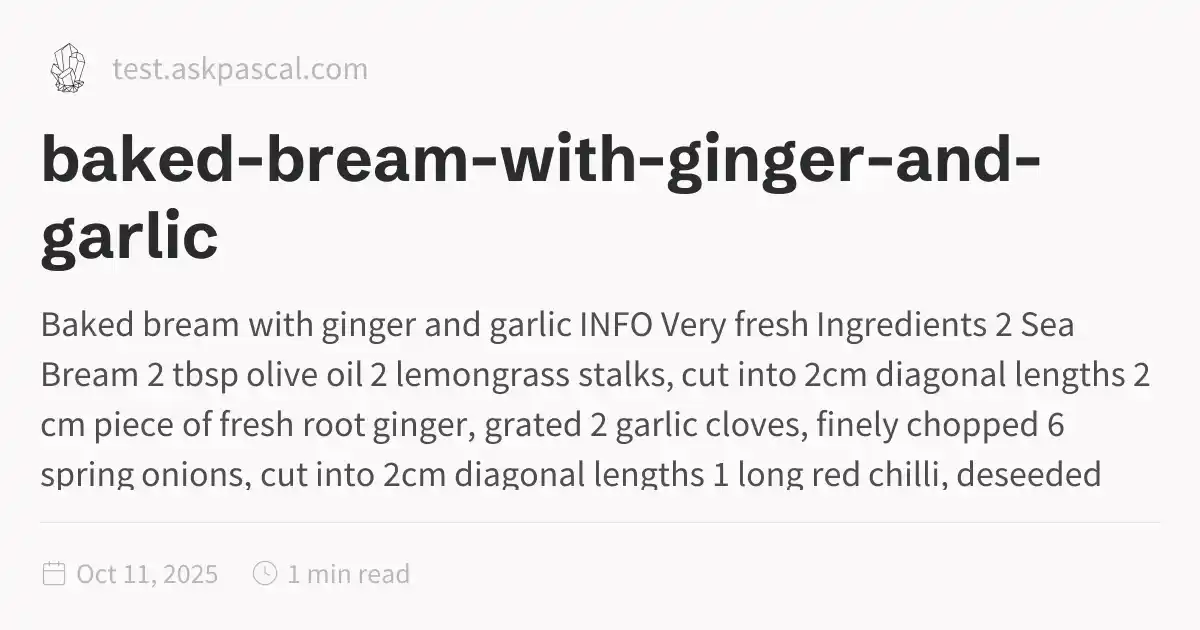 test.askpascal.com
baked-bream-with-ginger-and-
garlic
Baked bream with ginger and garlic INFO Very fresh Ingredients 2 Sea
Bream 2 tbsp olive oil 2 lemongrass stalks, cut into 2cm diagonal lengths 2
cm piece of fresh root ginger, grated 2 garlic cloves, finely chopped 6
spring onions, cut into 2cm diagonal lengths 1 long red chilli, deseeded
Oct 11, 2025 1 min read